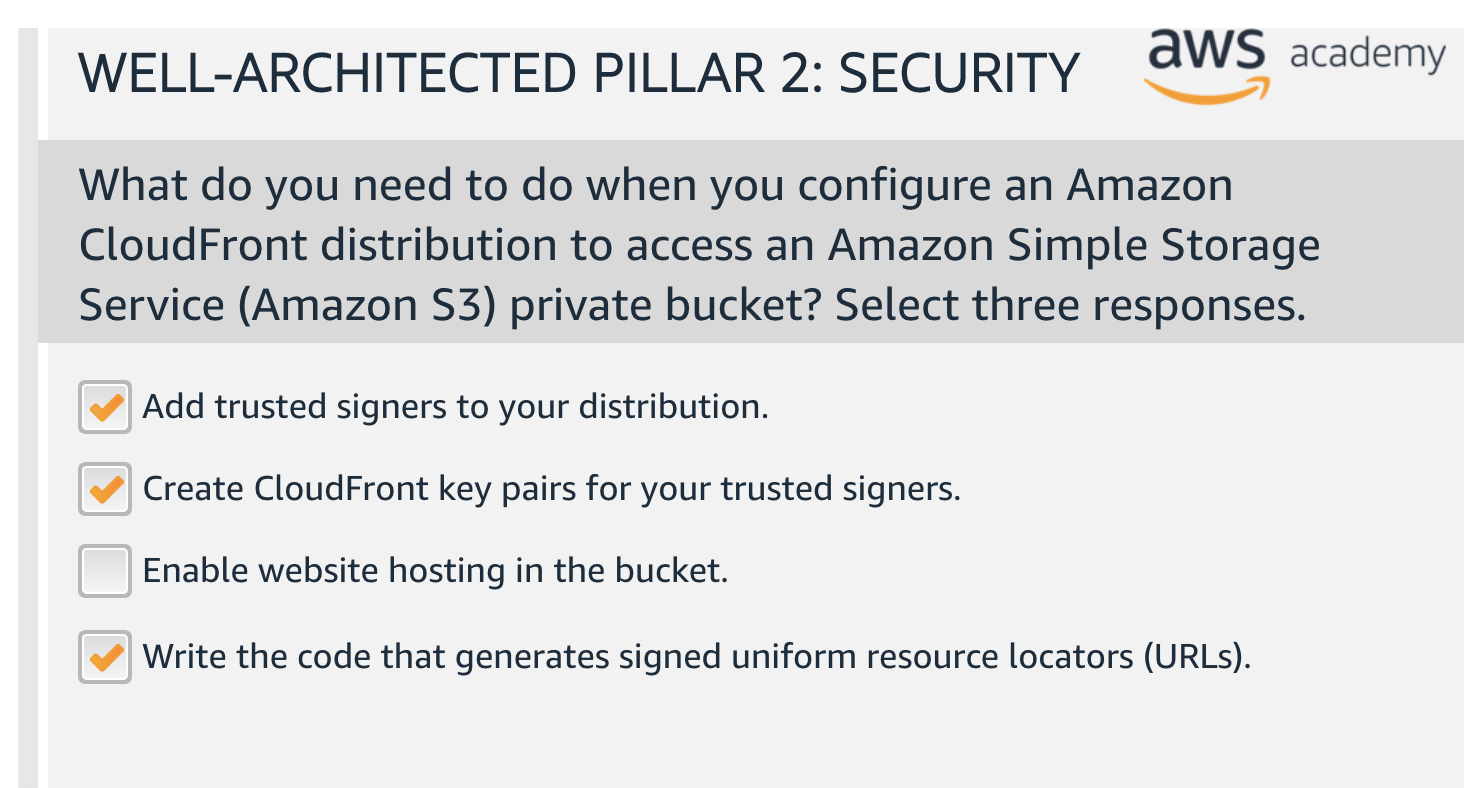 WELL-ARCHITECTED PILLAR 2: SECURITY
aws academy
What do you need to do when you configure an Amazon
CloudFront distribution to access an Amazon Simple Storage
Service (Amazon S3) private bucket? Select three responses.
Add trusted signers to your distribution.
Create CloudFront key pairs for your trusted signers.
Enable website hosting in the bucket.
Write the code that generates signed uniform resource locators (URLs).